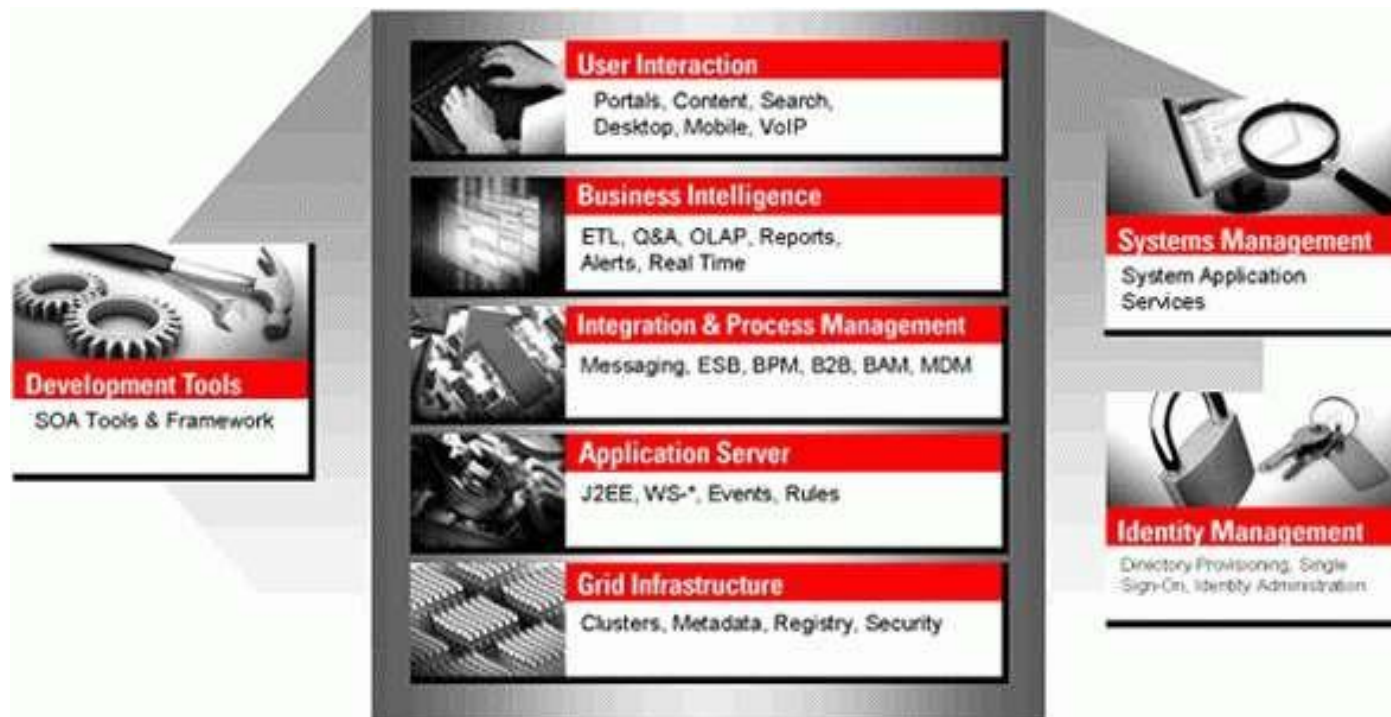 User Interaction
Portals, Content, Search,
Desktop, Mobile, VoIP
Business Intelligence
ETL, Q&A, OLAP, Reports,
Alerts, Real Time
Integration & Process Management
Messaging, ESB, BPM, B2B, BAM, MDM
Application Server
J2EE, WS-*, Events, Rules
Grid Infrastructure
Clusters, Metadata, Registry, Security
Development Tools
SOA Tools & Framework
Systems Management
System Application
Services
Identity Management
Directory Provisioning, Single
Sign-On, Identity Administration